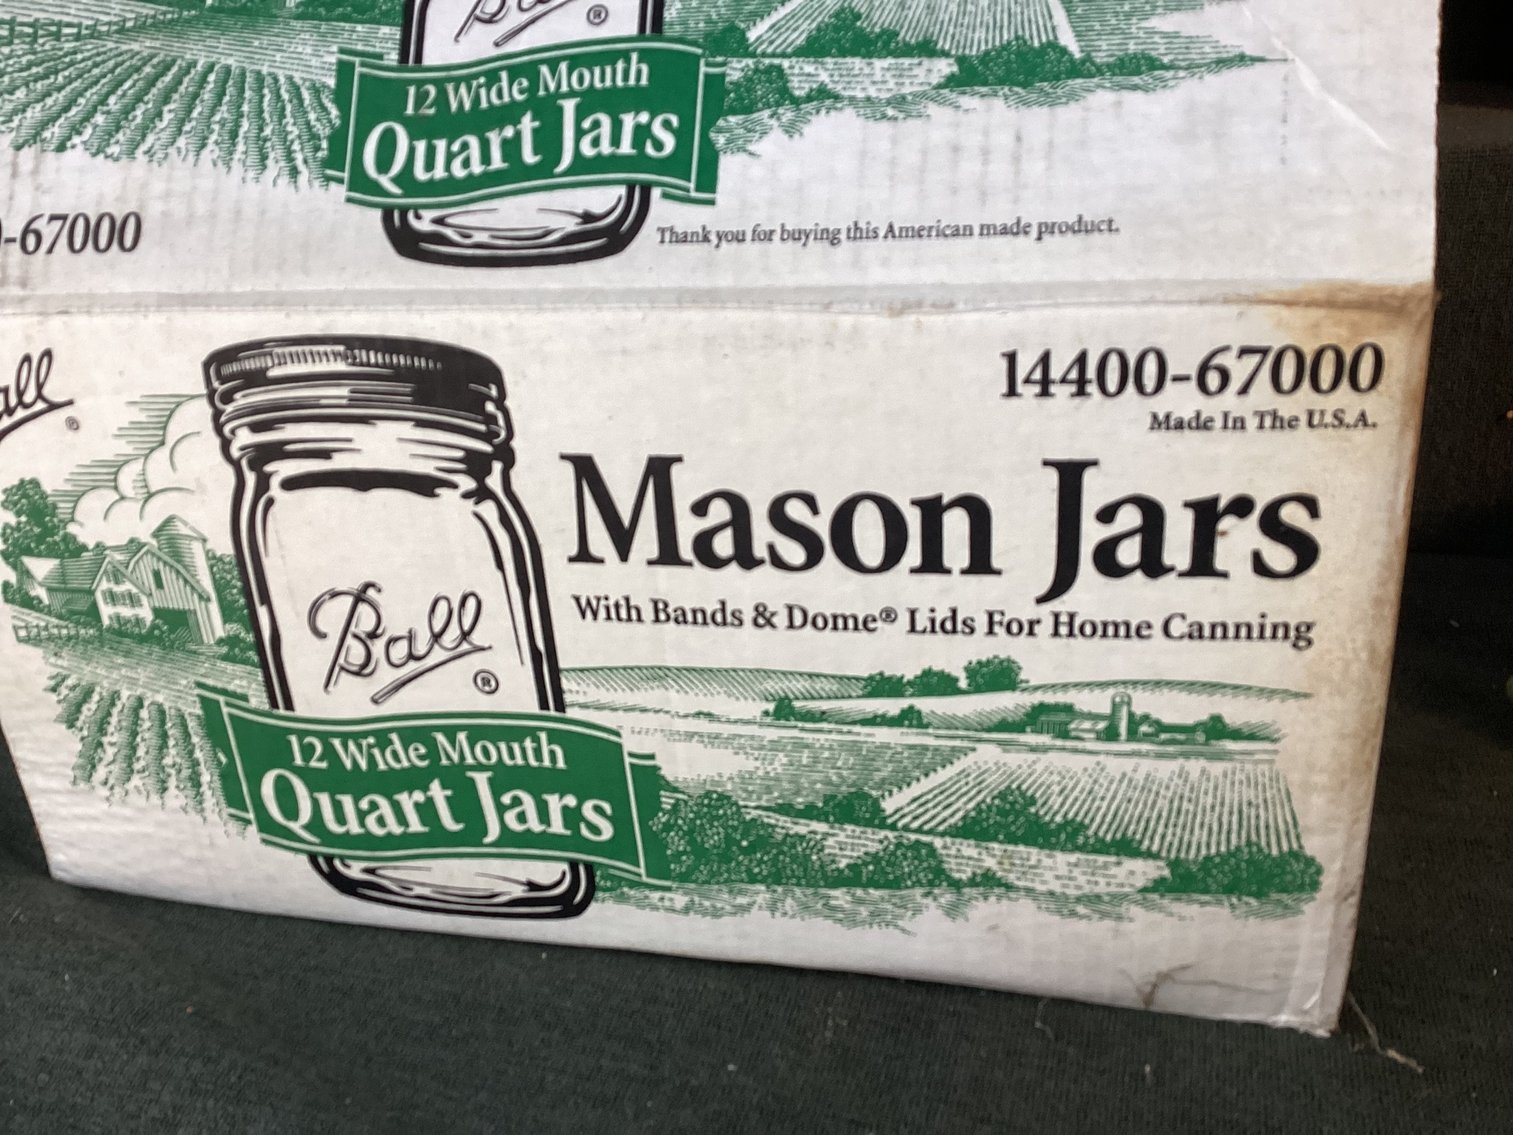 Ball
®
12 Wide Mouth
Quart Jars
-67000
Thank you for buying this American made product.
all
®
14400-67000
Made In The U.S.A.
Mason Jars
With Bands & Dome® Lids For Home Canning
Ball
®
12 Wide Mouth
Quart Jars